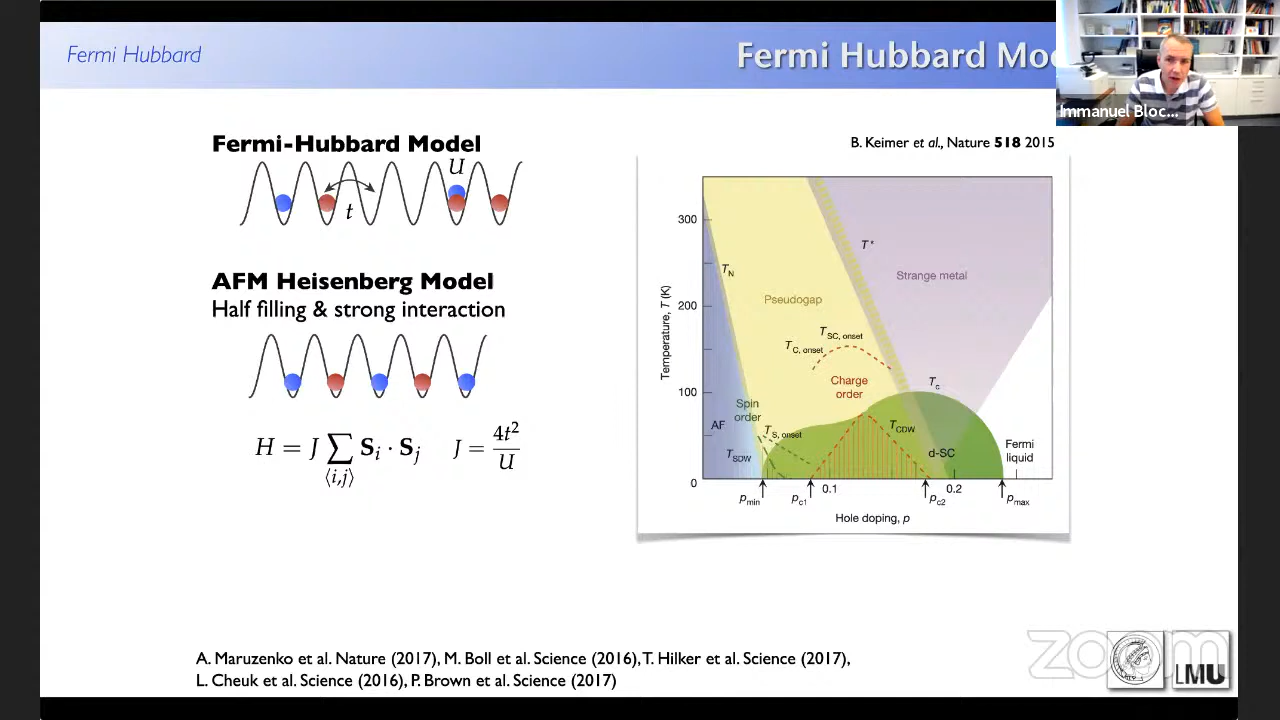 Fermi Hubbard
Fermi Hubbard Mo
Immanuel Bloc...
Fermi-Hubbard Model
U
t
AFM Heisenberg Model
Half filling & strong interaction
H = J ∑ S_i · S_j    J = 4t²/U
⟨i,j⟩
B. Keimer et al., Nature 518 2015
Temperature, T (K)
300
200
100
0
T_N
T*
Strange metal
Pseudogap
T_SC, onset
T_C, onset
Charge
order
T_c
Spin
order
AF
T_S, onset
T_CDW
T_SDW
d-SC
Fermi
liquid
0.1
0.2
p_min
p_c1
p_c2
p_max
Hole doping, p
A. Maruzenko et al. Nature (2017), M. Boll et al. Science (2016), T. Hilker et al. Science (2017),
L. Cheuk et al. Science (2016), P. Brown et al. Science (2017)
zoom
LMU